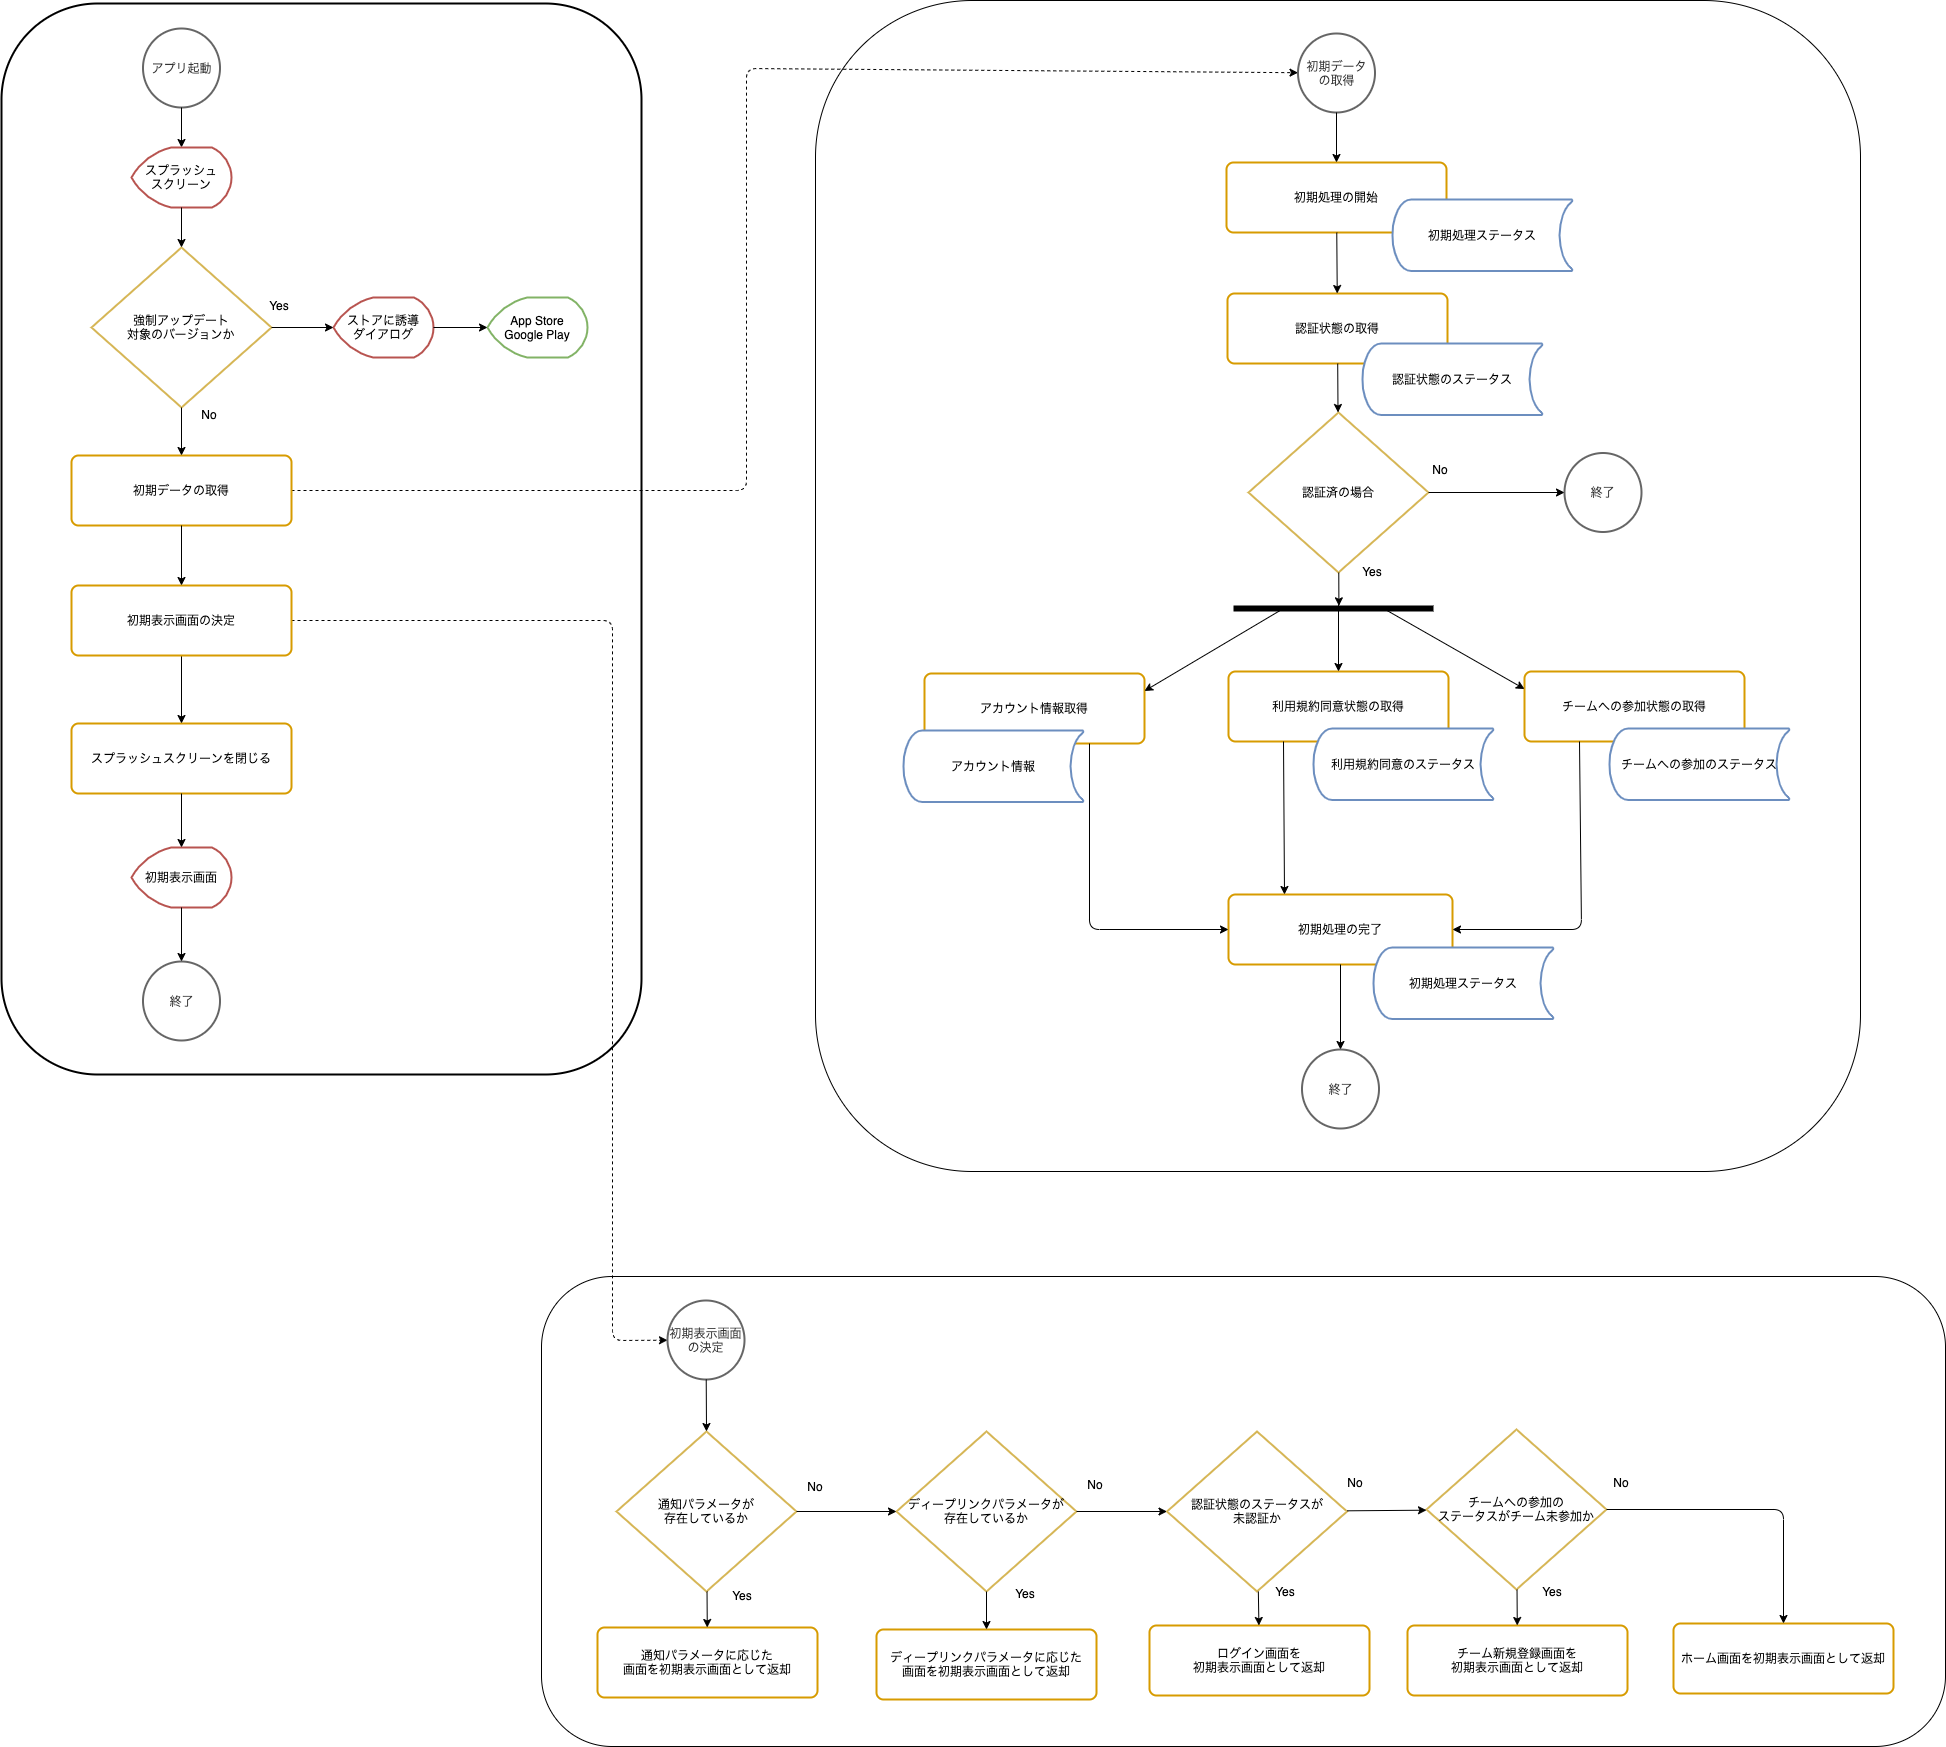 アプリ起動
スプラッシュ
スクリーン
強制アップデート
対象のバージョンか
Yes
ストアに誘導
ダイアログ
App Store
Google Play
No
初期データの取得
初期表示画面の決定
スプラッシュスクリーンを閉じる
初期表示画面
終了
初期データ
の取得
初期処理の開始
初期処理ステータス
認証状態の取得
認証状態のステータス
認証済の場合
No
終了
Yes
アカウント情報取得
アカウント情報
利用規約同意状態の取得
利用規約同意のステータス
チームへの参加状態の取得
チームへの参加のステータス
初期処理の完了
初期処理ステータス
終了
初期表示画面
の決定
通知パラメータが
存在しているか
No
ディープリンクパラメータが
存在しているか
No
認証状態のステータスが
未認証か
No
チームへの参加の
ステータスがチーム未参加か
No
Yes
Yes
Yes
Yes
通知パラメータに応じた
画面を初期表示画面として返却
ディープリンクパラメータに応じた
画面を初期表示画面として返却
ログイン画面を
初期表示画面として返却
チーム新規登録画面を
初期表示画面として返却
ホーム画面を初期表示画面として返却